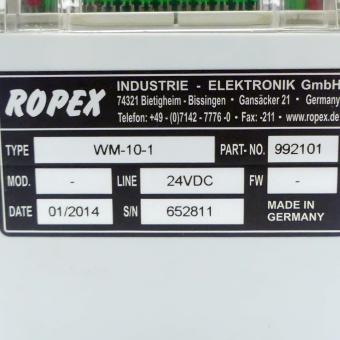 ROPEX INDUSTRIE - ELEKTRONIK GmbH
74321 Bietigheim - Bissingen • Gansäcker 21 • Germany
Telefon: +49 - (0)7142 - 7776 -0 • Fax: -211 • www.ropex.de
TYPE WM-10-1 PART- NO. 992101
MOD. - LINE 24VDC FW -
DATE 01/2014 S/N 652811 MADE IN
GERMANY